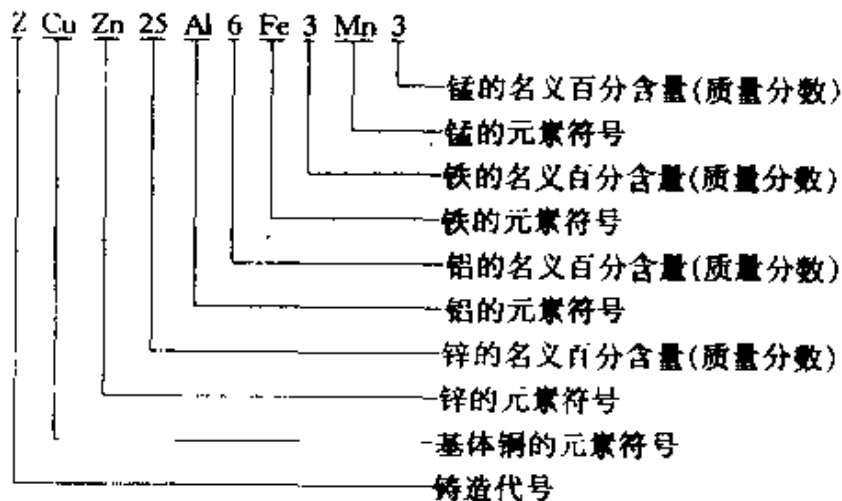 2 Cu Zn 25 Al 6 Fe 3 Mn 3
锰的名义百分含量(质量分数)
锰的元素符号
铁的名义百分含量(质量分数)
铁的元素符号
铝的名义百分含量(质量分数)
铝的元素符号
锌的名义百分含量(质量分数)
锌的元素符号
基体铜的元素符号
铸造代号